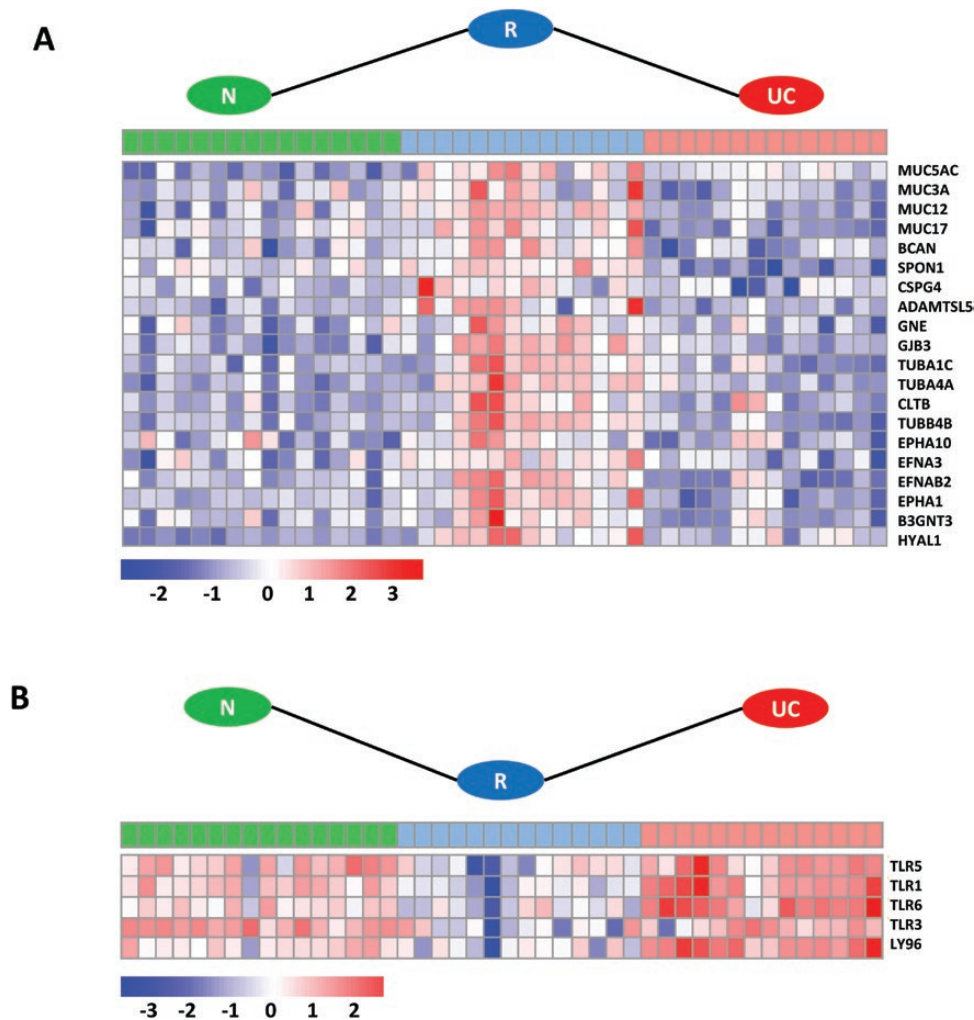 A
R
N
UC
MUC5AC
MUC3A
MUC12
MUC17
BCAN
SPON1
CSPG4
ADAMTSL5
GNE
GJB3
TUBA1C
TUBA4A
CLTB
TUBB4B
EPHA10
EFNA3
EFNAB2
EPHA1
B3GNT3
HYAL1
-2 -1 0 1 2 3
B
N
UC
R
TLR5
TLR1
TLR6
TLR3
LY96
-3 -2 -1 0 1 2